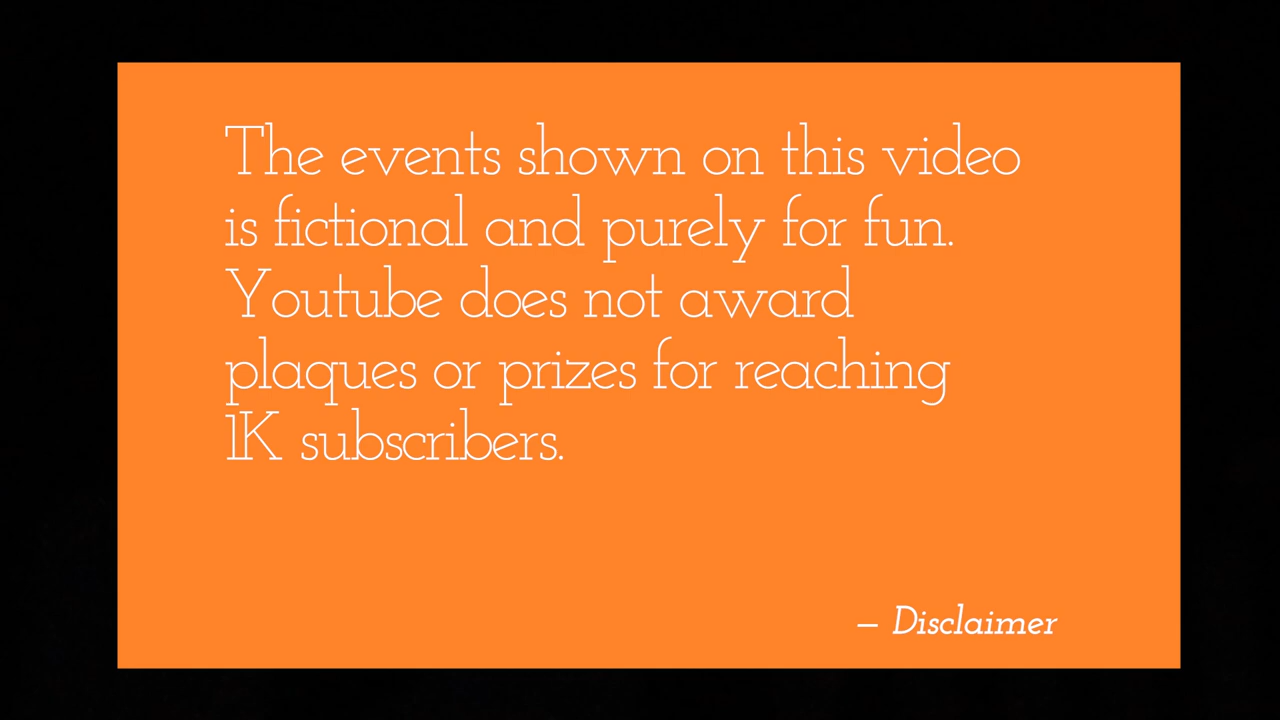 The events shown on this video
is fictional and purely for fun.
Youtube does not award
plaques or prizes for reaching
1K subscribers.
– Disclaimer